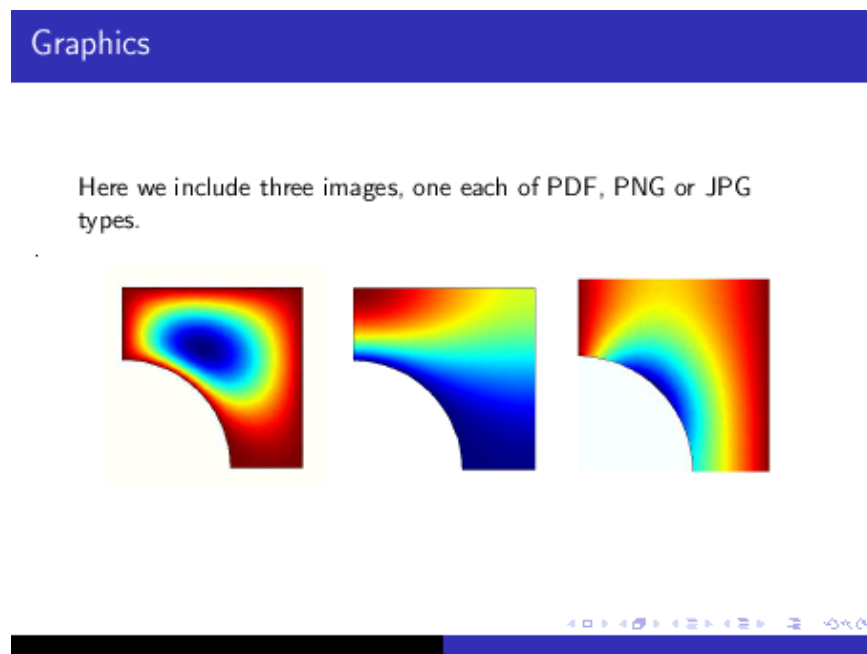 Graphics
Here we include three images, one each of PDF, PNG or JPG
types.
.